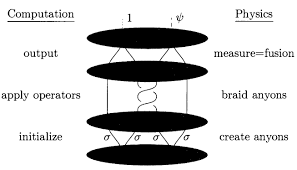 Computation Physics
1 ψ
output measure=fusion
apply operators braid anyons
initialize σ σ σ σ create anyons